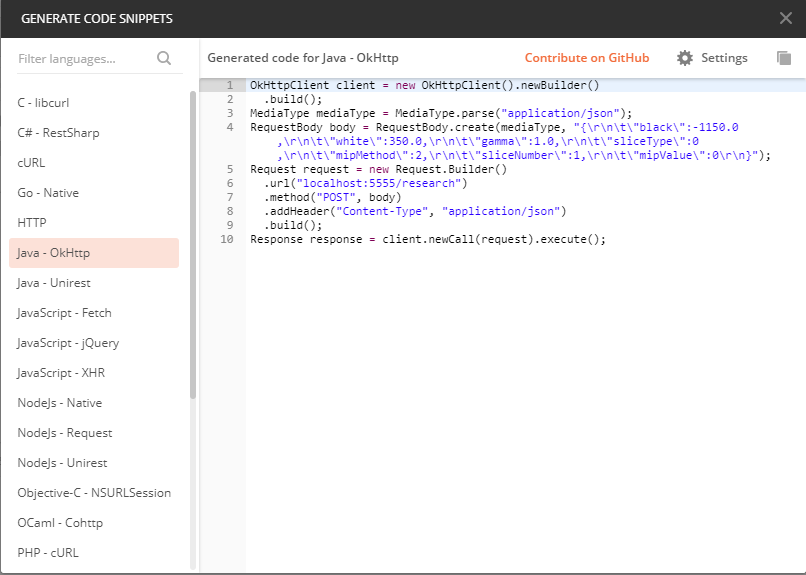 GENERATE CODE SNIPPETS
Filter languages...
Generated code for Java - OkHttp
Contribute on GitHub
Settings
C - libcurl
C# - RestSharp
cURL
Go - Native
HTTP
Java - OkHttp
Java - Unirest
JavaScript - Fetch
JavaScript - jQuery
JavaScript - XHR
NodeJs - Native
NodeJs - Request
NodeJs - Unirest
Objective-C - NSURLSession
OCaml - Cohttp
PHP - cURL
1 OkHttpClient client = new OkHttpClient().newBuilder()
2 .build();
3 MediaType mediaType = MediaType.parse("application/json");
4 RequestBody body = RequestBody.create(mediaType, "{\r\n\t\"black\":-1150.0
,\r\n\t\"white\":350.0,\r\n\t\"gamma\":1.0,\r\n\t\"sliceType\":0
,\r\n\t\"mipMethod\":2,\r\n\t\"sliceNumber\":1,\r\n\t\"mipValue\":0\r\n}");
5 Request request = new Request.Builder()
6 .url("localhost:5555/research")
7 .method("POST", body)
8 .addHeader("Content-Type", "application/json")
9 .build();
10 Response response = client.newCall(request).execute();